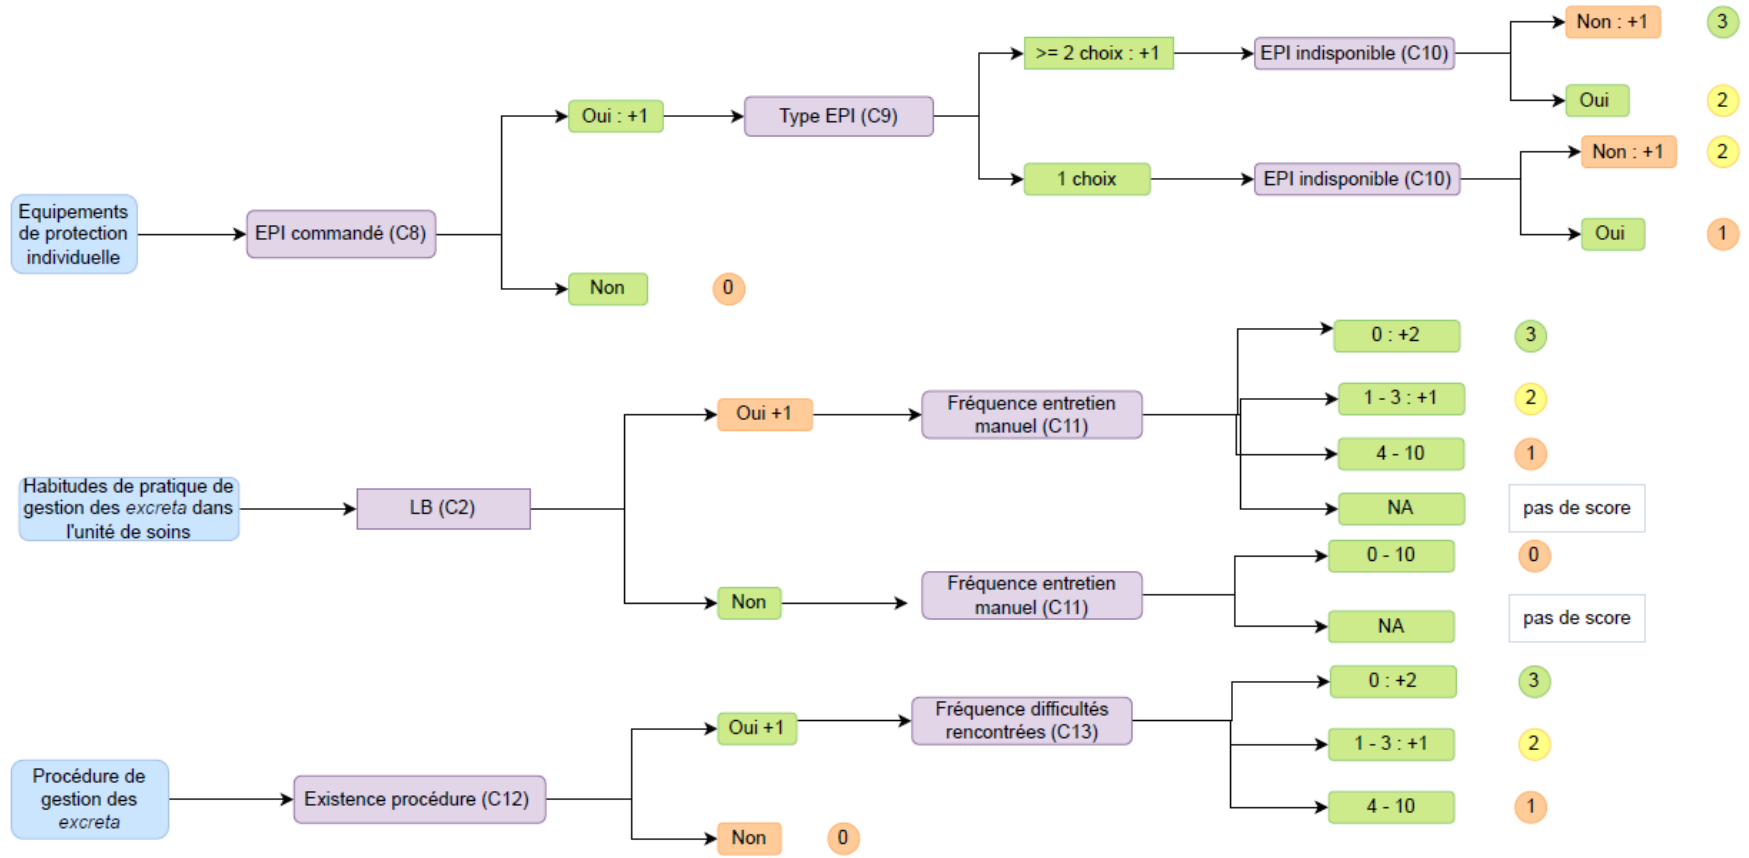 Equipements
de protection
individuelle
EPI commandé (C8)
Oui : +1
Type EPI (C9)
>= 2 choix : +1
EPI indisponible (C10)
Non : +1
3
Oui
2
1 choix
EPI indisponible (C10)
Non : +1
2
Oui
1
Non
0
Habitudes de pratique de
gestion des excreta dans
l'unité de soins
LB (C2)
Oui +1
Fréquence entretien
manuel (C11)
0 : +2
3
1 - 3 : +1
2
4 - 10
1
NA
pas de score
Non
Fréquence entretien
manuel (C11)
0 - 10
0
NA
pas de score
Procédure de
gestion des
excreta
Existence procédure (C12)
Oui +1
Fréquence difficultés
rencontrées (C13)
0 : +2
3
1 - 3 : +1
2
4 - 10
1
Non
0